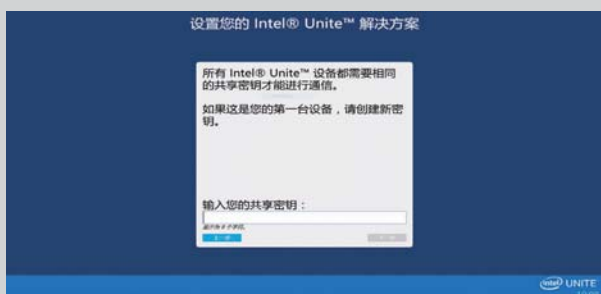 设置您的 Intel® Unite™ 解决方案
所有 Intel® Unite™ 设备都需要相同
的共享密钥才能进行通信。
如果这是您的第一台设备，请创建新密
钥。
输入您的共享密钥：
intel UNITE